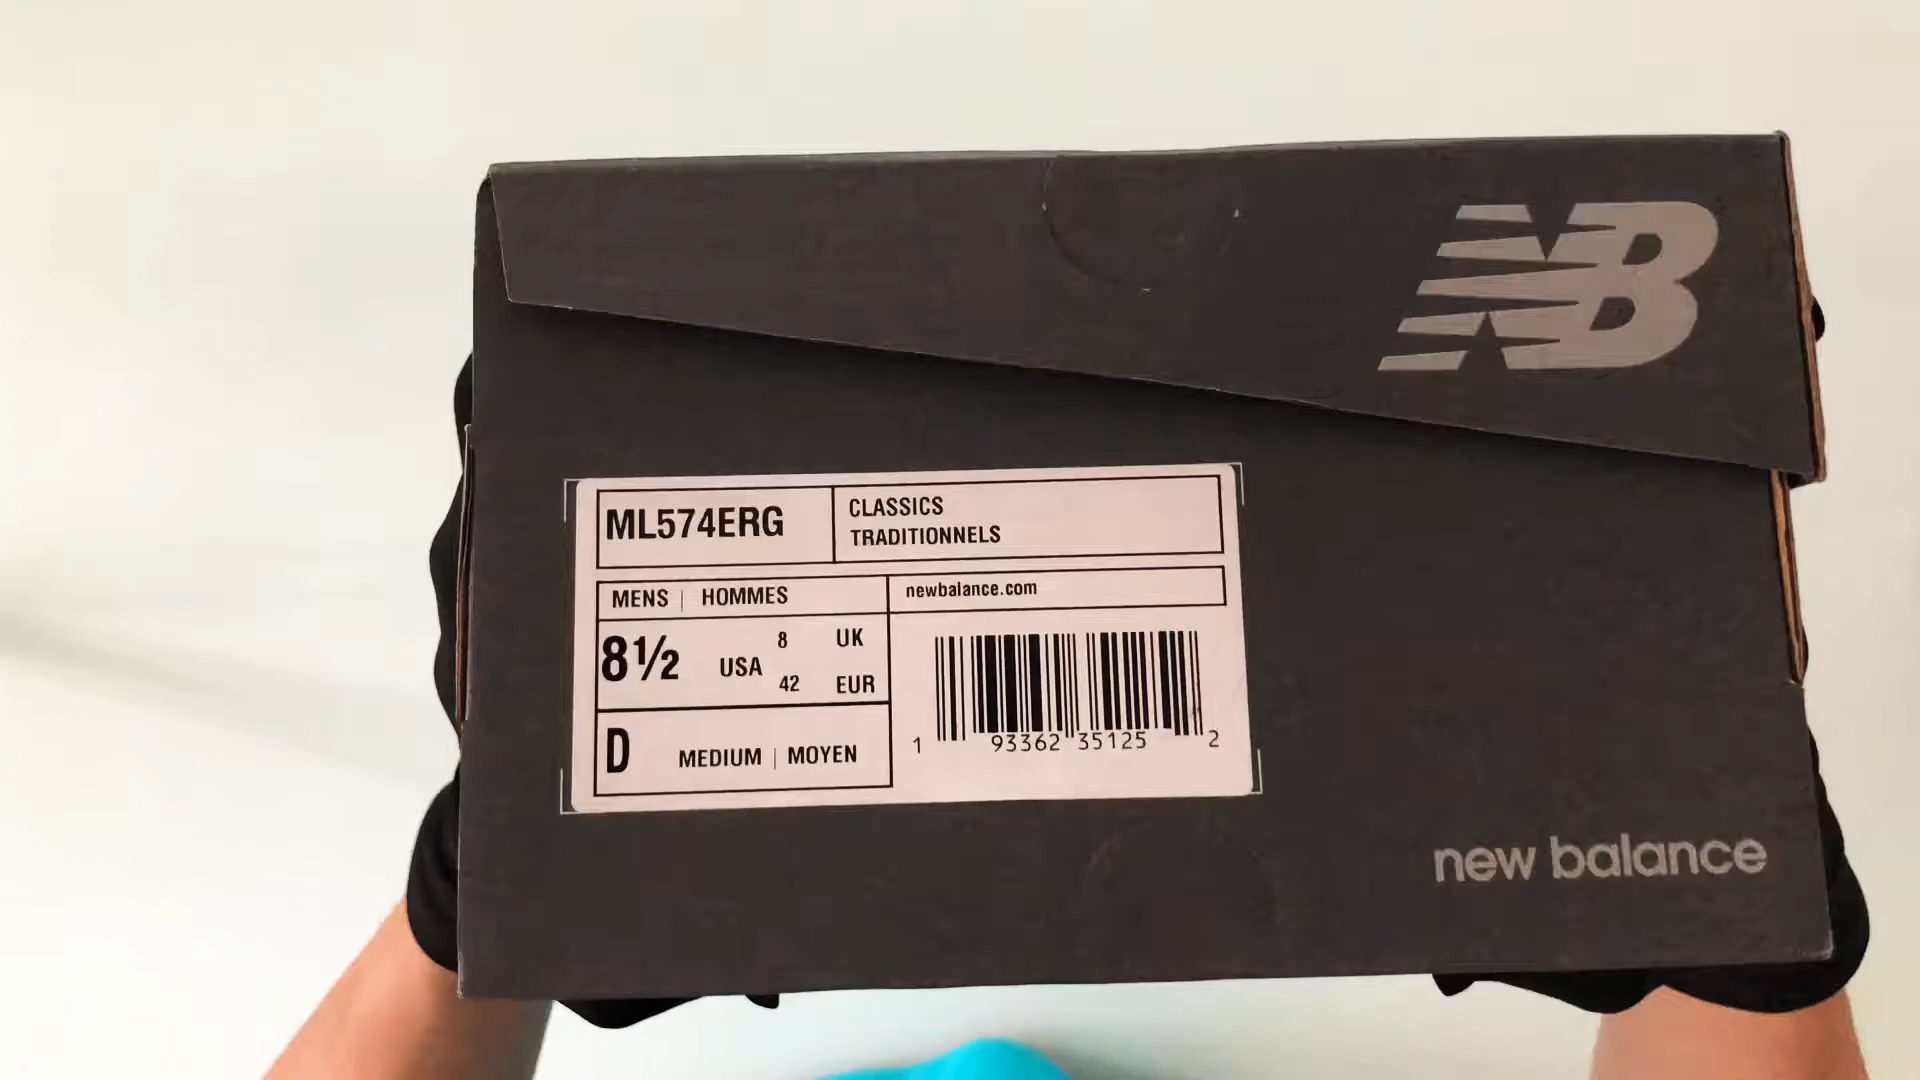 NB
ML574ERG
CLASSICS
TRADITIONNELS
MENS | HOMMES
newbalance.com
8½ USA
8 UK
42 EUR
D MEDIUM | MOYEN
1 93362 35125 2
new balance